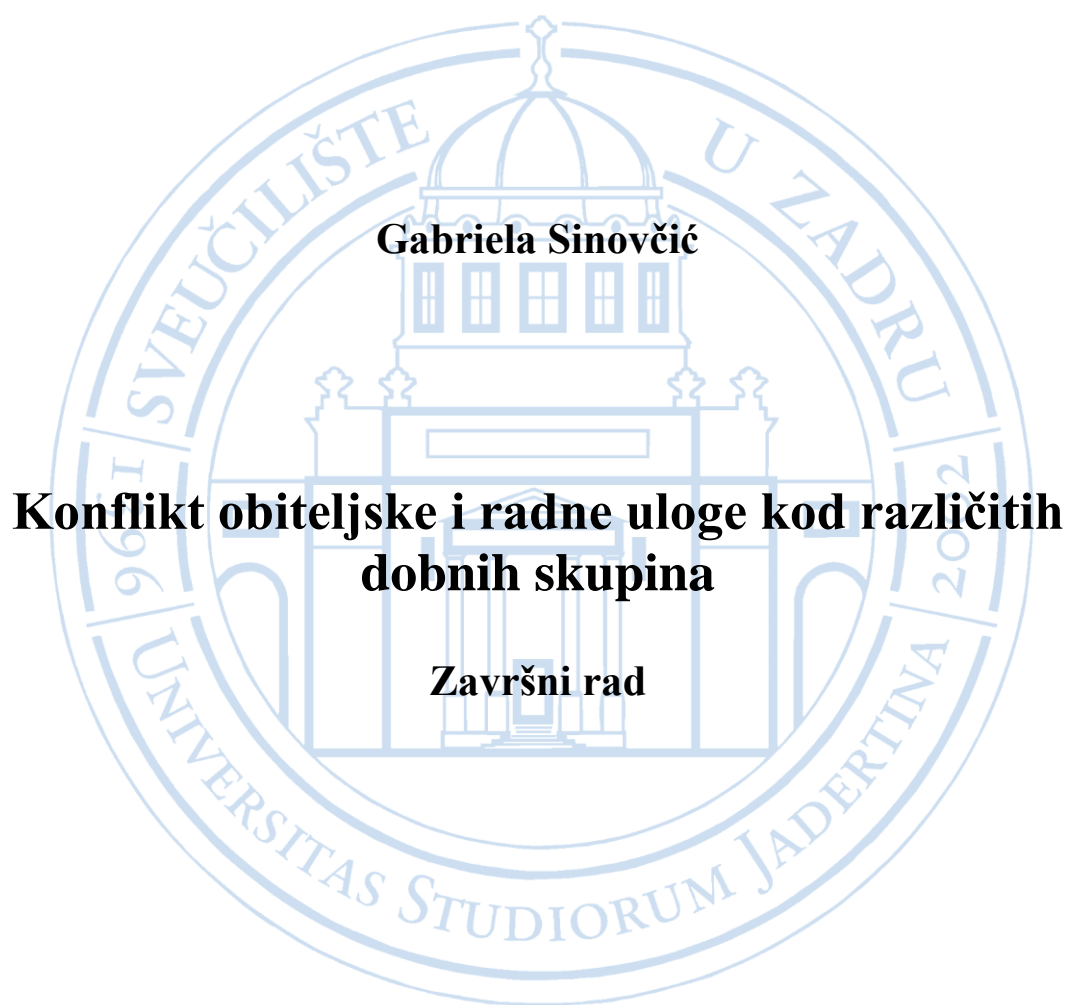 SVEUČILIŠTE U ZADRU
Gabriela Sinovčić
1396
2002
Konflikt obiteljske i radne uloge kod različitih
dobnih skupina
Završni rad
UNIVERSITAS STUDIORUM JADERTINA